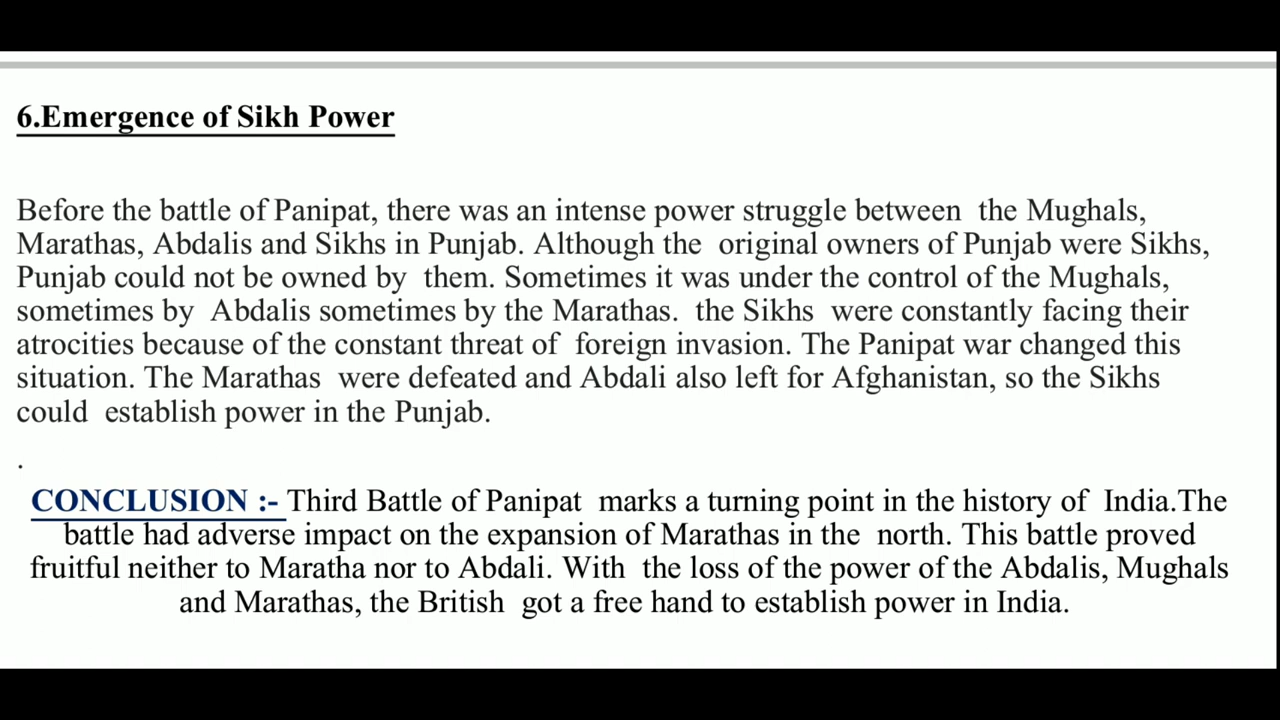 6.Emergence of Sikh Power
Before the battle of Panipat, there was an intense power struggle between  the Mughals,
Marathas, Abdalis and Sikhs in Punjab. Although the  original owners of Punjab were Sikhs,
Punjab could not be owned by  them. Sometimes it was under the control of the Mughals,
sometimes by  Abdalis sometimes by the Marathas.  the Sikhs  were constantly facing their
atrocities because of the constant threat of  foreign invasion. The Panipat war changed this
situation. The Marathas  were defeated and Abdali also left for Afghanistan, so the Sikhs
could  establish power in the Punjab.
.
CONCLUSION :- Third Battle of Panipat  marks a turning point in the history of  India.The
battle had adverse impact on the expansion of Marathas in the  north. This battle proved
fruitful neither to Maratha nor to Abdali. With  the loss of the power of the Abdalis, Mughals
and Marathas, the British  got a free hand to establish power in India.